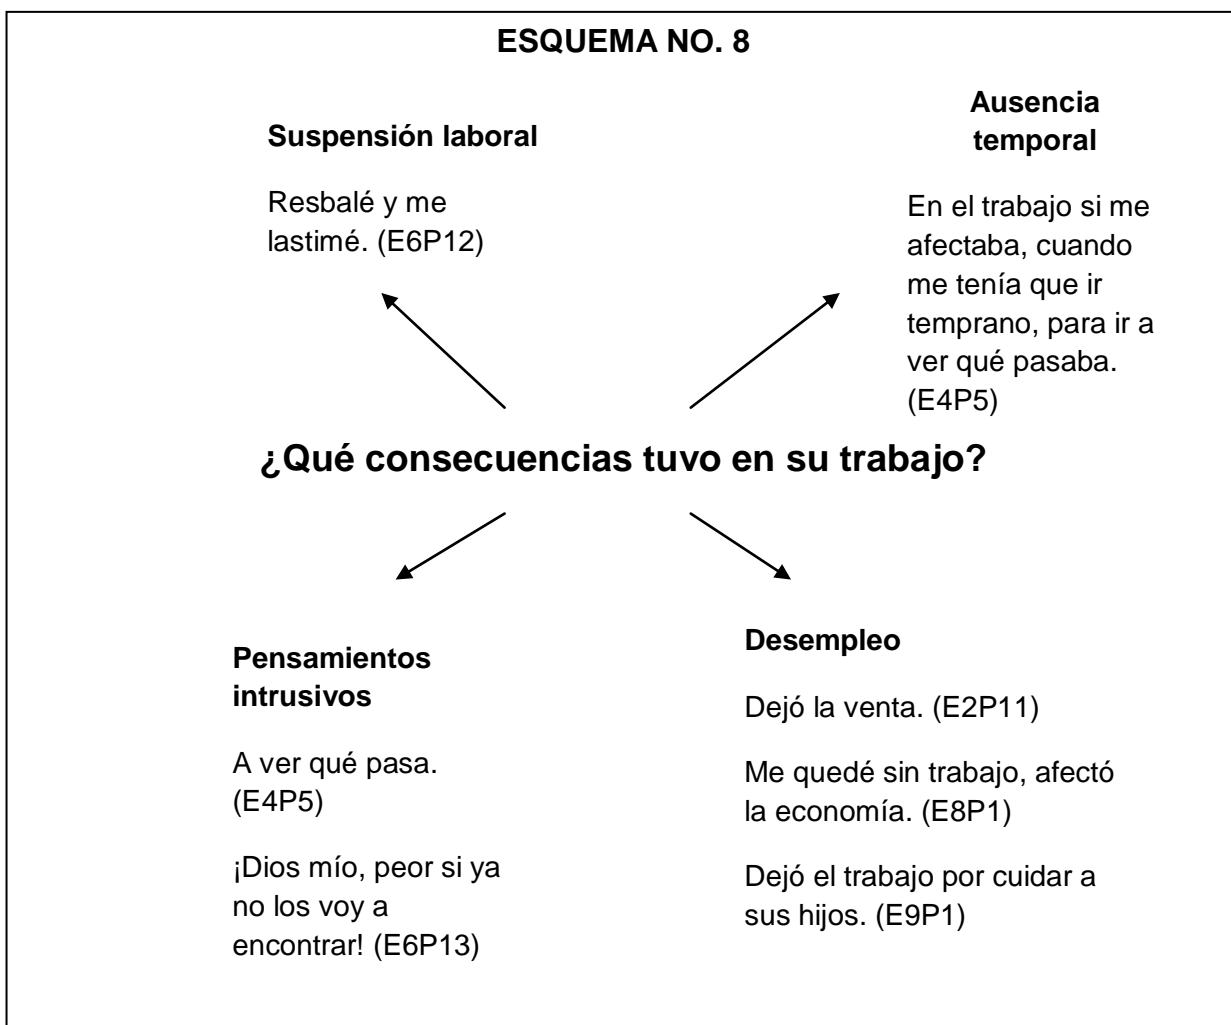 ESQUEMA NO. 8
Suspensión laboral
Resbalé y me
lastimé. (E6P12)
Ausencia
temporal
En el trabajo si me
afectaba, cuando
me tenía que ir
temprano, para ir a
ver qué pasaba.
(E4P5)
¿Qué consecuencias tuvo en su trabajo?
Pensamientos
intrusivos
A ver qué pasa.
(E4P5)
¡Dios mío, peor si ya
no los voy a
encontrar! (E6P13)
Desempleo
Dejó la venta. (E2P11)
Me quedé sin trabajo, afectó
la economía. (E8P1)
Dejó el trabajo por cuidar a
sus hijos. (E9P1)